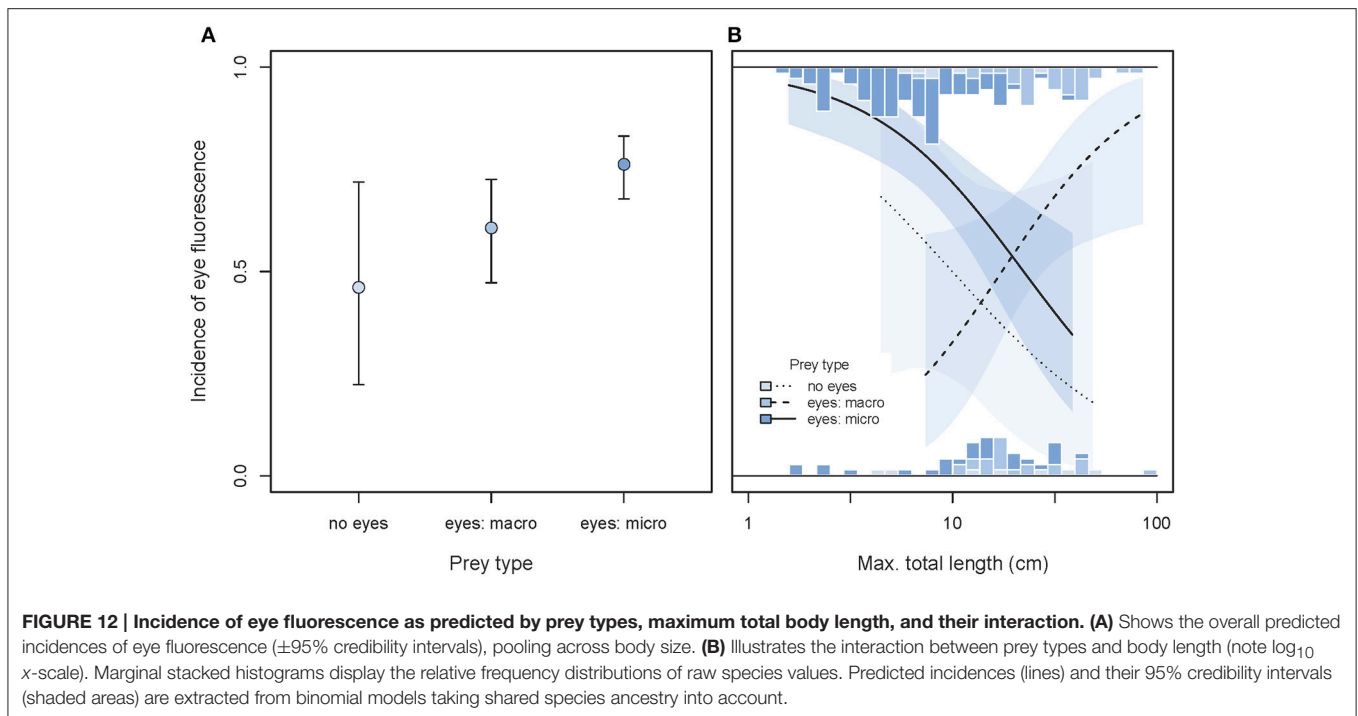 A
B
1.0
0.5
0.0
Incidence of eye fluorescence
no eyes
eyes: macro
eyes: micro
Prey type
Prey type
no eyes
eyes: macro
eyes: micro
1
10
100
Max. total length (cm)
FIGURE 12 | Incidence of eye fluorescence as predicted by prey types, maximum total body length, and their interaction. (A) Shows the overall predicted
incidences of eye fluorescence (±95% credibility intervals), pooling across body size. (B) Illustrates the interaction between prey types and body length (note log10
x-scale). Marginal stacked histograms display the relative frequency distributions of raw species values. Predicted incidences (lines) and their 95% credibility intervals
(shaded areas) are extracted from binomial models taking shared species ancestry into account.